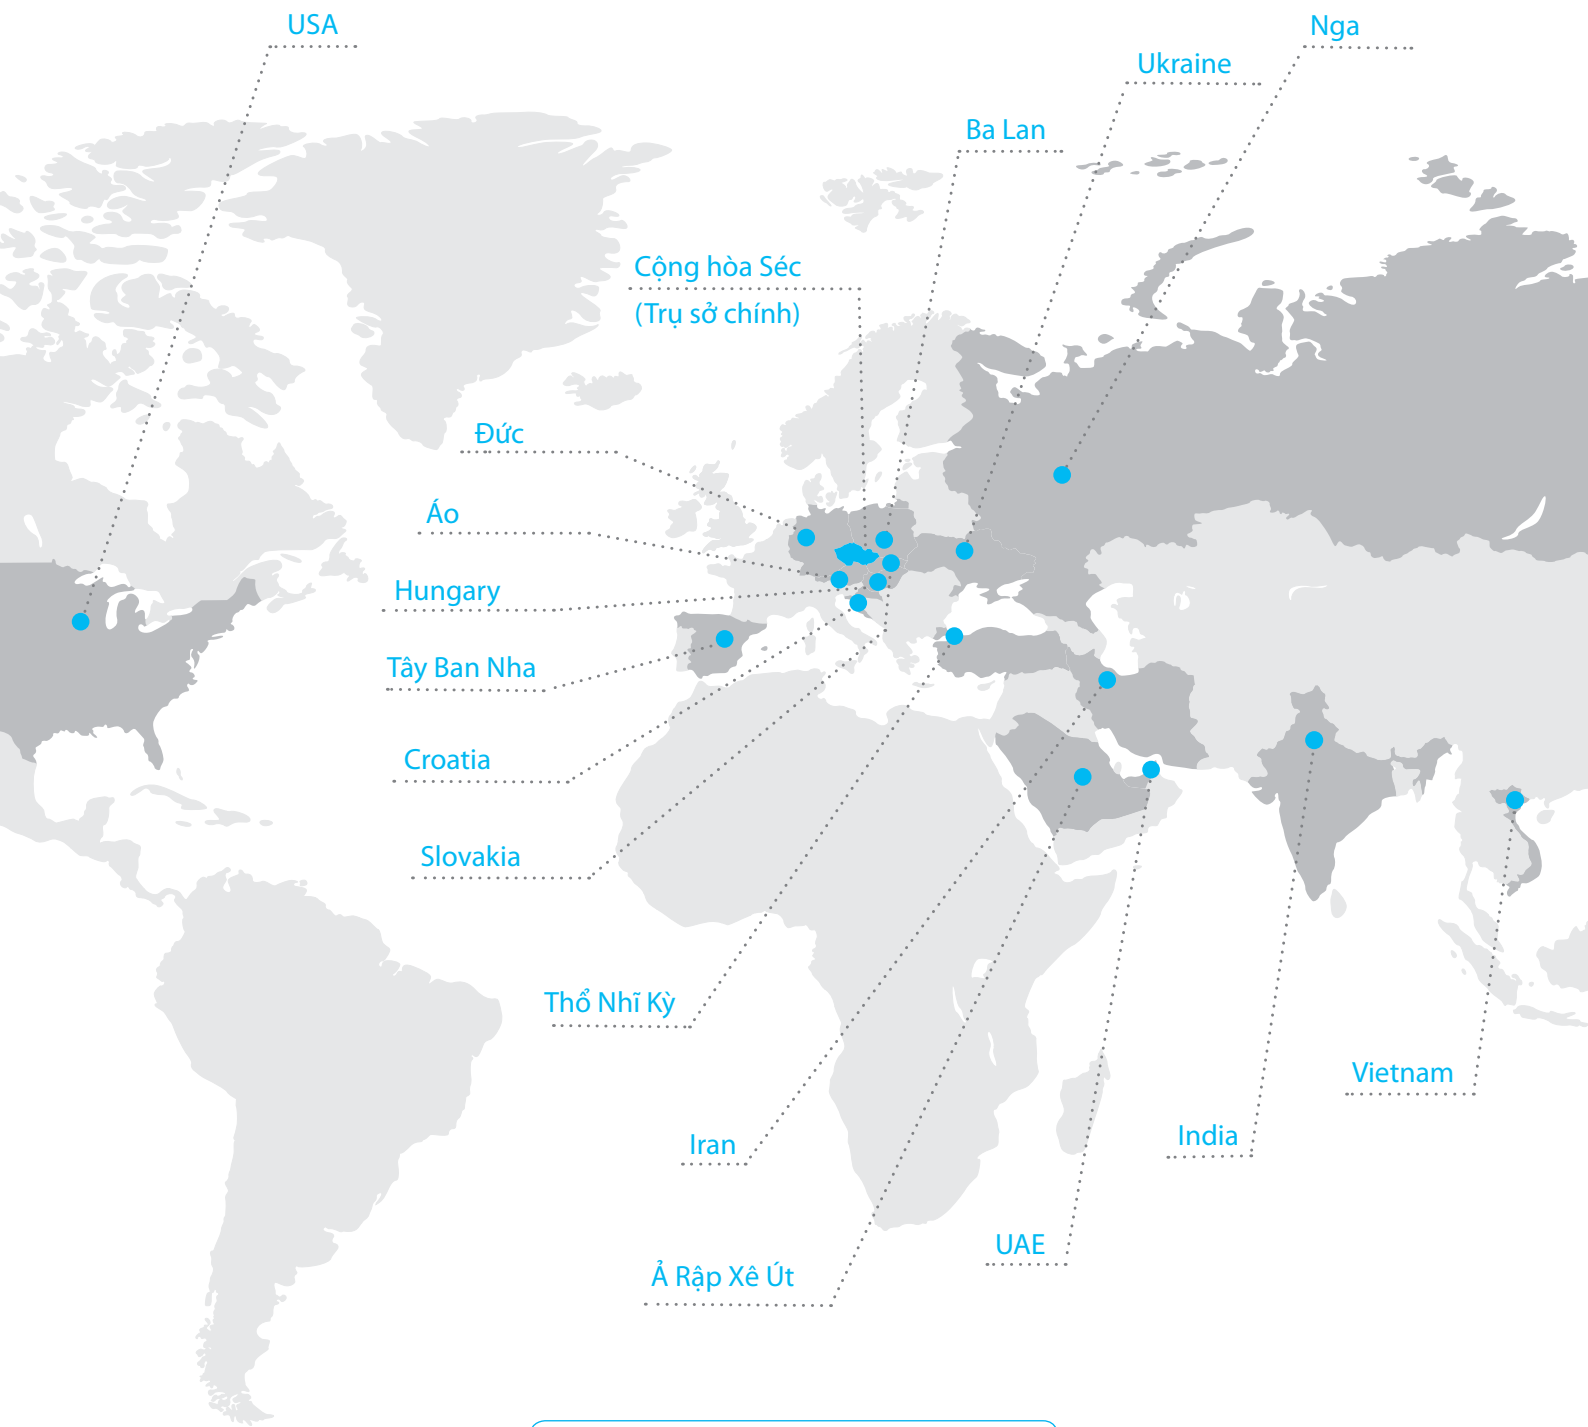 USA
Nga
Ukraine
Ba Lan
Cộng hòa Séc
(Trụ sở chính)
Đức
Áo
Hungary
Tây Ban Nha
Croatia
Slovakia
Thổ Nhĩ Kỳ
Vietnam
India
Iran
UAE
Ả Rập Xê Út